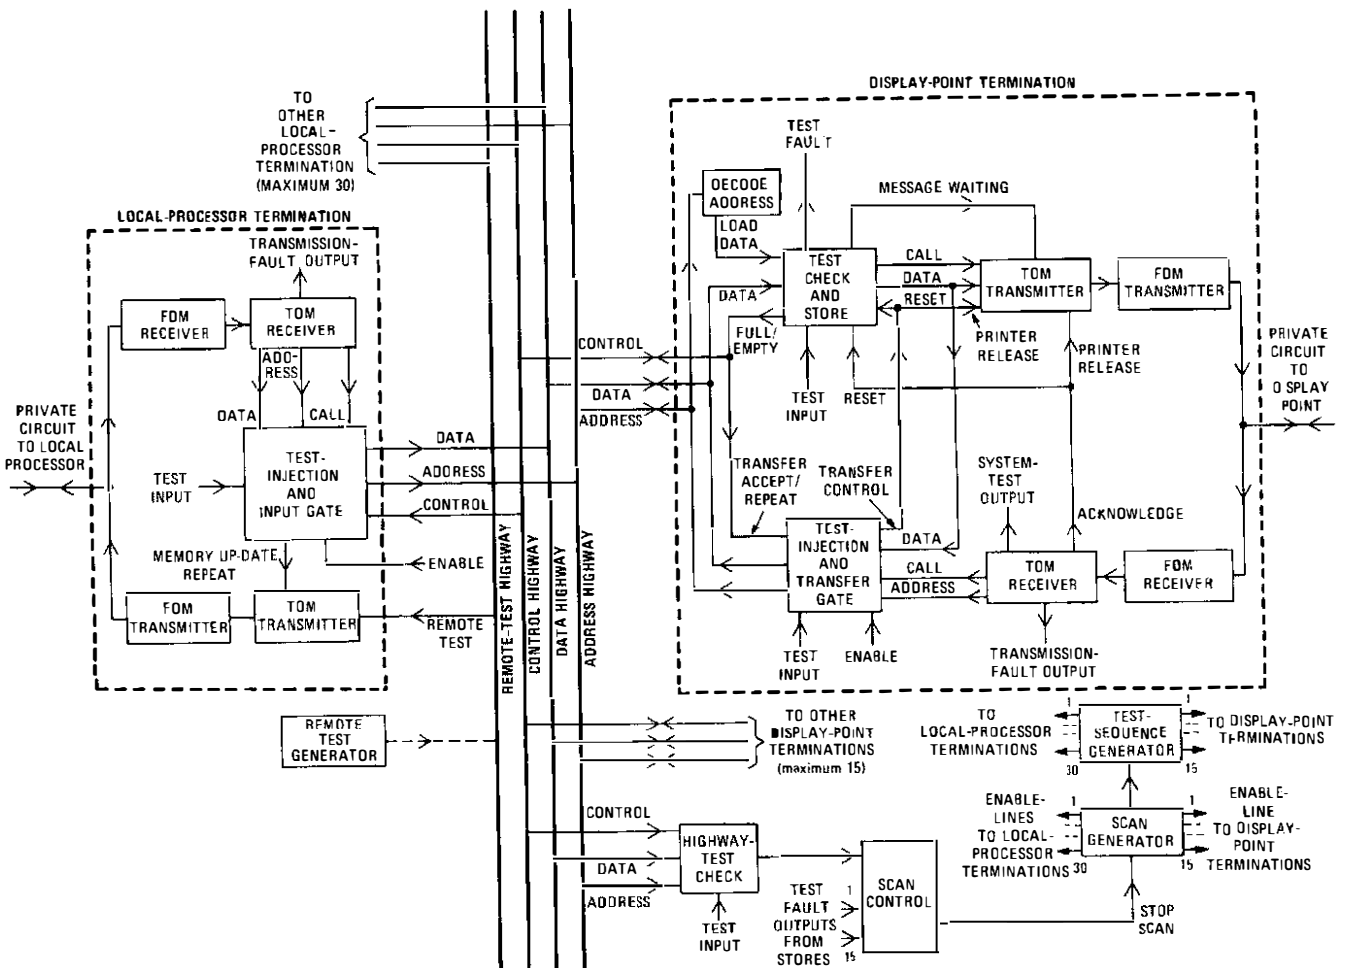 DISPLAY-POINT TERMINATION
TO
OTHER
LOCAL-
PROCESSOR
TERMINATION
(MAXIMUM 30)
LOCAL-PROCESSOR TERMINATION
TRANSMISSION-
FAULT OUTPUT
FDM
RECEIVER
TDM
RECEIVER
ADD-
RESS
DATA
CALL
PRIVATE
CIRCUIT
TO LOCAL
PROCESSOR
TEST
INPUT
TEST-
INJECTION
AND
INPUT GATE
DATA
ADDRESS
CONTROL
MEMORY UP-DATE
REPEAT
ENABLE
FDM
TRANSMITTER
TDM
TRANSMITTER
REMOTE
TEST
REMOTE-TEST HIGHWAY
CONTROL HIGHWAY
DATA HIGHWAY
ADDRESS HIGHWAY
REMOTE
TEST
GENERATOR
TEST
FAULT
DECODE
ADDRESS
MESSAGE WAITING
LOAD
DATA
TEST
CHECK
AND
STORE
CALL
DATA
RESET
TDM
TRANSMITTER
FDM
TRANSMITTER
DATA
FULL/
EMPTY
PRINTER
RELEASE
PRINTER
RELEASE
PRIVATE
CIRCUIT
TO
DISPLAY
POINT
CONTROL
DATA
ADDRESS
TEST
INPUT
RESET
TRANSFER
ACCEPT/
REPEAT
TRANSFER
CONTROL
SYSTEM-
TEST
OUTPUT
ACKNOWLEDGE
TEST-
INJECTION
AND
TRANSFER
GATE
DATA
CALL
ADDRESS
TDM
RECEIVER
FDM
RECEIVER
TEST
INPUT
ENABLE
TRANSMISSION-
FAULT OUTPUT
TO OTHER
DISPLAY-POINT
TERMINATIONS
(maximum 15)
TO
LOCAL-PROCESSOR
TERMINATIONS
1
30
TEST-
SEQUENCE
GENERATOR
1
15
TO DISPLAY-POINT
TERMINATIONS
ENABLE-
LINES
TO LOCAL-
PROCESSOR
TERMINATIONS
1
30
SCAN
GENERATOR
1
15
ENABLE-
LINE
TO DISPLAY-
POINT
TERMINATIONS
CONTROL
DATA
ADDRESS
HIGHWAY-
TEST
CHECK
TEST
INPUT
TEST
FAULT
OUTPUTS
FROM
STORES
1
15
SCAN
CONTROL
STOP
SCAN